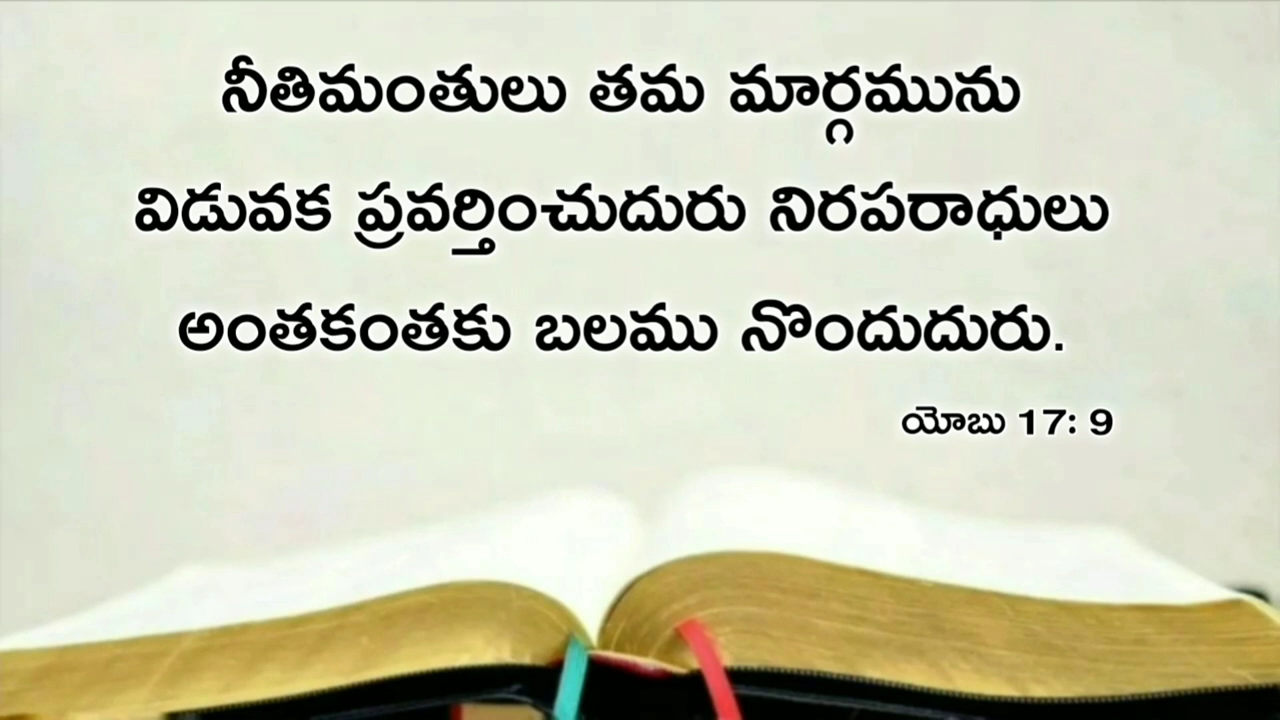 నీతిమంతులు తమ మార్గమును
విడువక ప్రవర్తించుదురు నిరపరాధులు
అంతకంతకు బలము నొందుదురు.
యోబు 17: 9